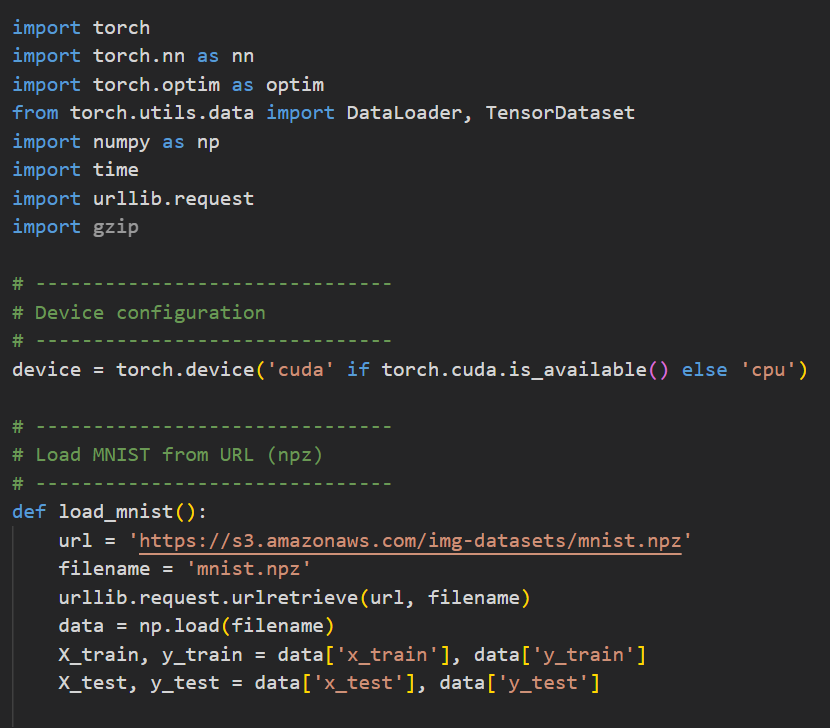 import torch
import torch.nn as nn
import torch.optim as optim
from torch.utils.data import DataLoader, TensorDataset
import numpy as np
import time
import urllib.request
import gzip

# -------------------------------
# Device configuration
# -------------------------------
device = torch.device('cuda' if torch.cuda.is_available() else 'cpu')

# -------------------------------
# Load MNIST from URL (npz)
# -------------------------------
def load_mnist():
    url = 'https://s3.amazonaws.com/img-datasets/mnist.npz'
    filename = 'mnist.npz'
    urllib.request.urlretrieve(url, filename)
    data = np.load(filename)
    X_train, y_train = data['x_train'], data['y_train']
    X_test, y_test = data['x_test'], data['y_test']